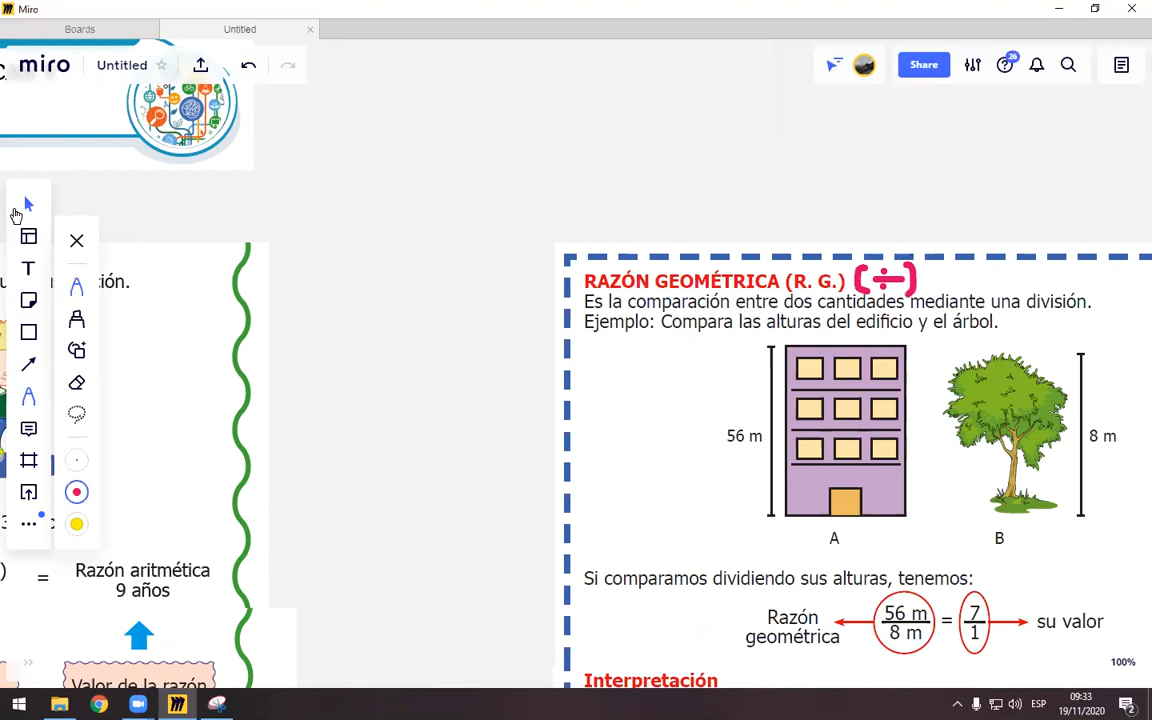 Miro
Boards
Untitled
miro
Untitled
Share
26
ción.
RAZÓN GEOMÉTRICA (R. G.) (÷)
Es la comparación entre dos cantidades mediante una división.
Ejemplo: Compara las alturas del edificio y el árbol.
56 m
8 m
A
B
) = Razón aritmética
9 años
Si comparamos dividiendo sus alturas, tenemos:
Razón geométrica
56 m
8 m
=
7
1
su valor
Valor de la razón
Interpretación
100%
ESP
09:33
19/11/2020
2